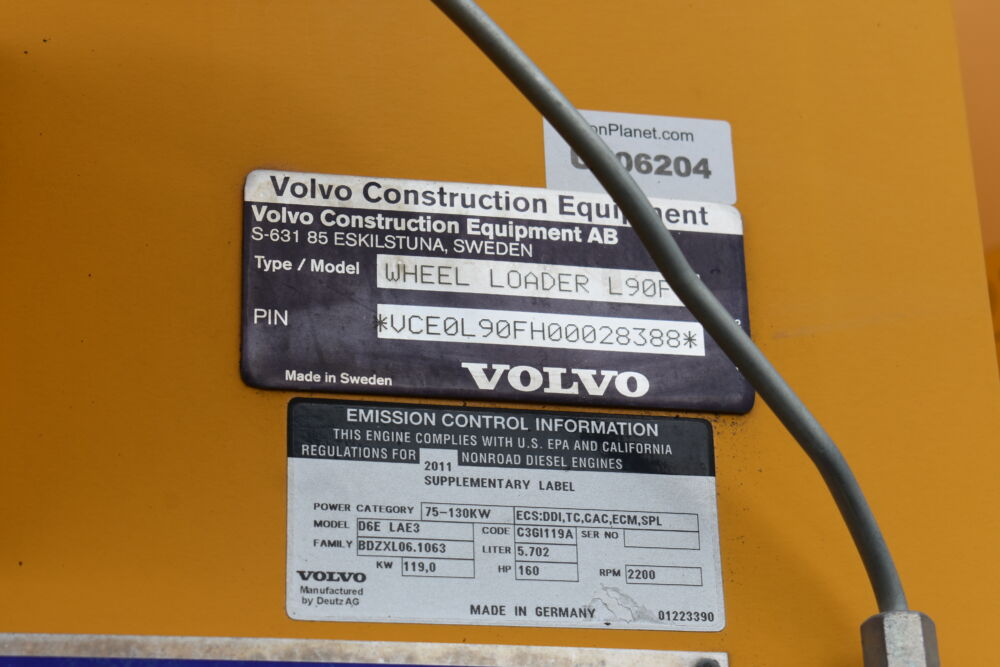 onPlanet.com
06204
Volvo Construction Equipment
Volvo Construction Equipment AB
S-631 85 ESKILSTUNA, SWEDEN
Type / Model WHEEL LOADER L90F
PIN *VCE0L90FH00028388*
Made in Sweden VOLVO
EMISSION CONTROL INFORMATION
THIS ENGINE COMPLIES WITH U.S. EPA AND CALIFORNIA
REGULATIONS FOR 2011 NONROAD DIESEL ENGINES
SUPPLEMENTARY LABEL
POWER CATEGORY 75-130KW ECS:DDI,TC,CAC,ECM,SPL
MODEL D6E LAE3 CODE C3GI119A SER NO
FAMILY BDZXL06.1063 LITER 5.702
KW 119,0 HP 160 RPM 2200
VOLVO
Manufactured
by Deutz AG
MADE IN GERMANY 01223390